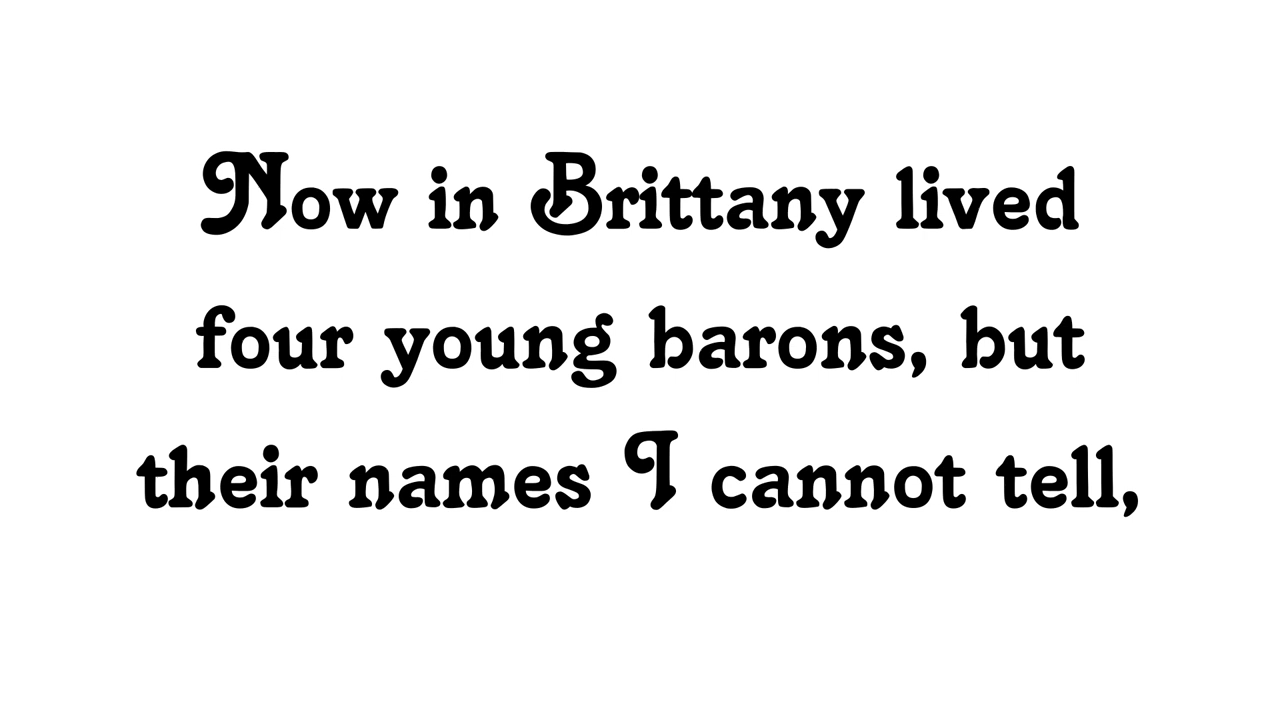 Now in Brittany lived
four young barons, but
their names I cannot tell,